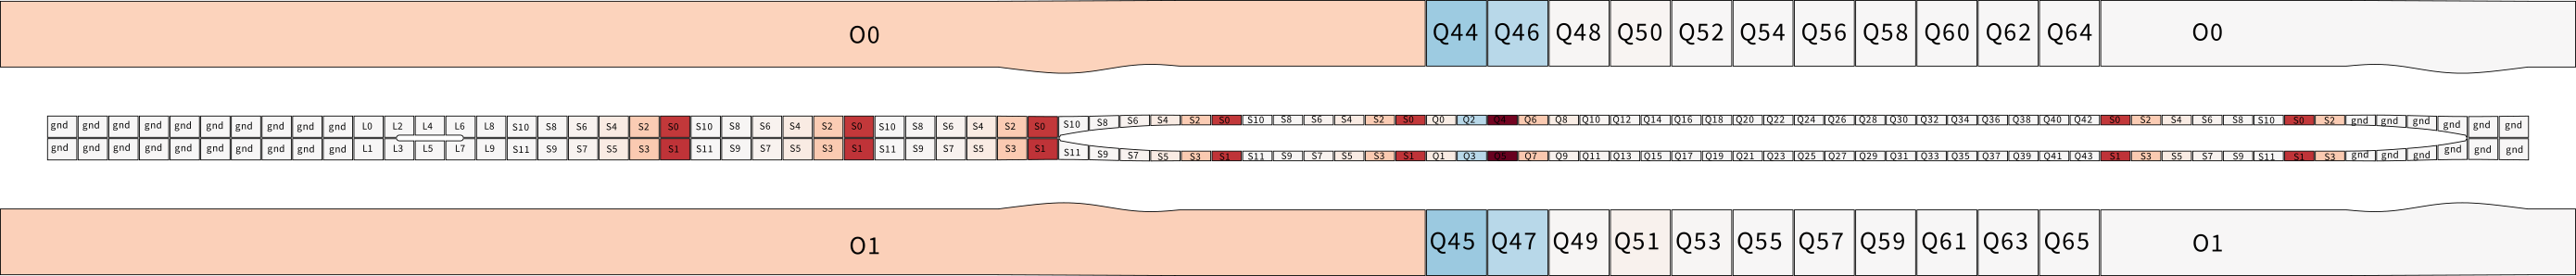 O0 Q44 Q46 Q48 Q50 Q52 Q54 Q56 Q58 Q60 Q62 Q64 O0
gnd gnd gnd gnd gnd gnd gnd gnd gnd gnd L0 L2 L4 L6 L8 S10 S8 S6 S4 S2 S0 S10 S8 S6 S4 S2 S0 S10 S8 S6 S4 S2 S0 S10 S8 S6 S4 S2 S0 S10 S8 S6 S4 S2 S0 Q0 Q2 Q4 Q6 Q8 Q10 Q12 Q14 Q16 Q18 Q20 Q22 Q24 Q26 Q28 Q30 Q32 Q34 Q36 Q38 Q40 Q42 S0 S2 S4 S6 S8 S10 S0 S2 gnd gnd gnd gnd gnd gnd
gnd gnd gnd gnd gnd gnd gnd gnd gnd gnd L1 L3 L5 L7 L9 S11 S9 S7 S5 S3 S1 S11 S9 S7 S5 S3 S1 S11 S9 S7 S5 S3 S1 S11 S9 S7 S5 S3 S1 S11 S9 S7 S5 S3 S1 Q1 Q3 Q5 Q7 Q9 Q11 Q13 Q15 Q17 Q19 Q21 Q23 Q25 Q27 Q29 Q31 Q33 Q35 Q37 Q39 Q41 Q43 S1 S3 S5 S7 S9 S11 S1 S3 gnd gnd gnd gnd gnd gnd
O1 Q45 Q47 Q49 Q51 Q53 Q55 Q57 Q59 Q61 Q63 Q65 O1